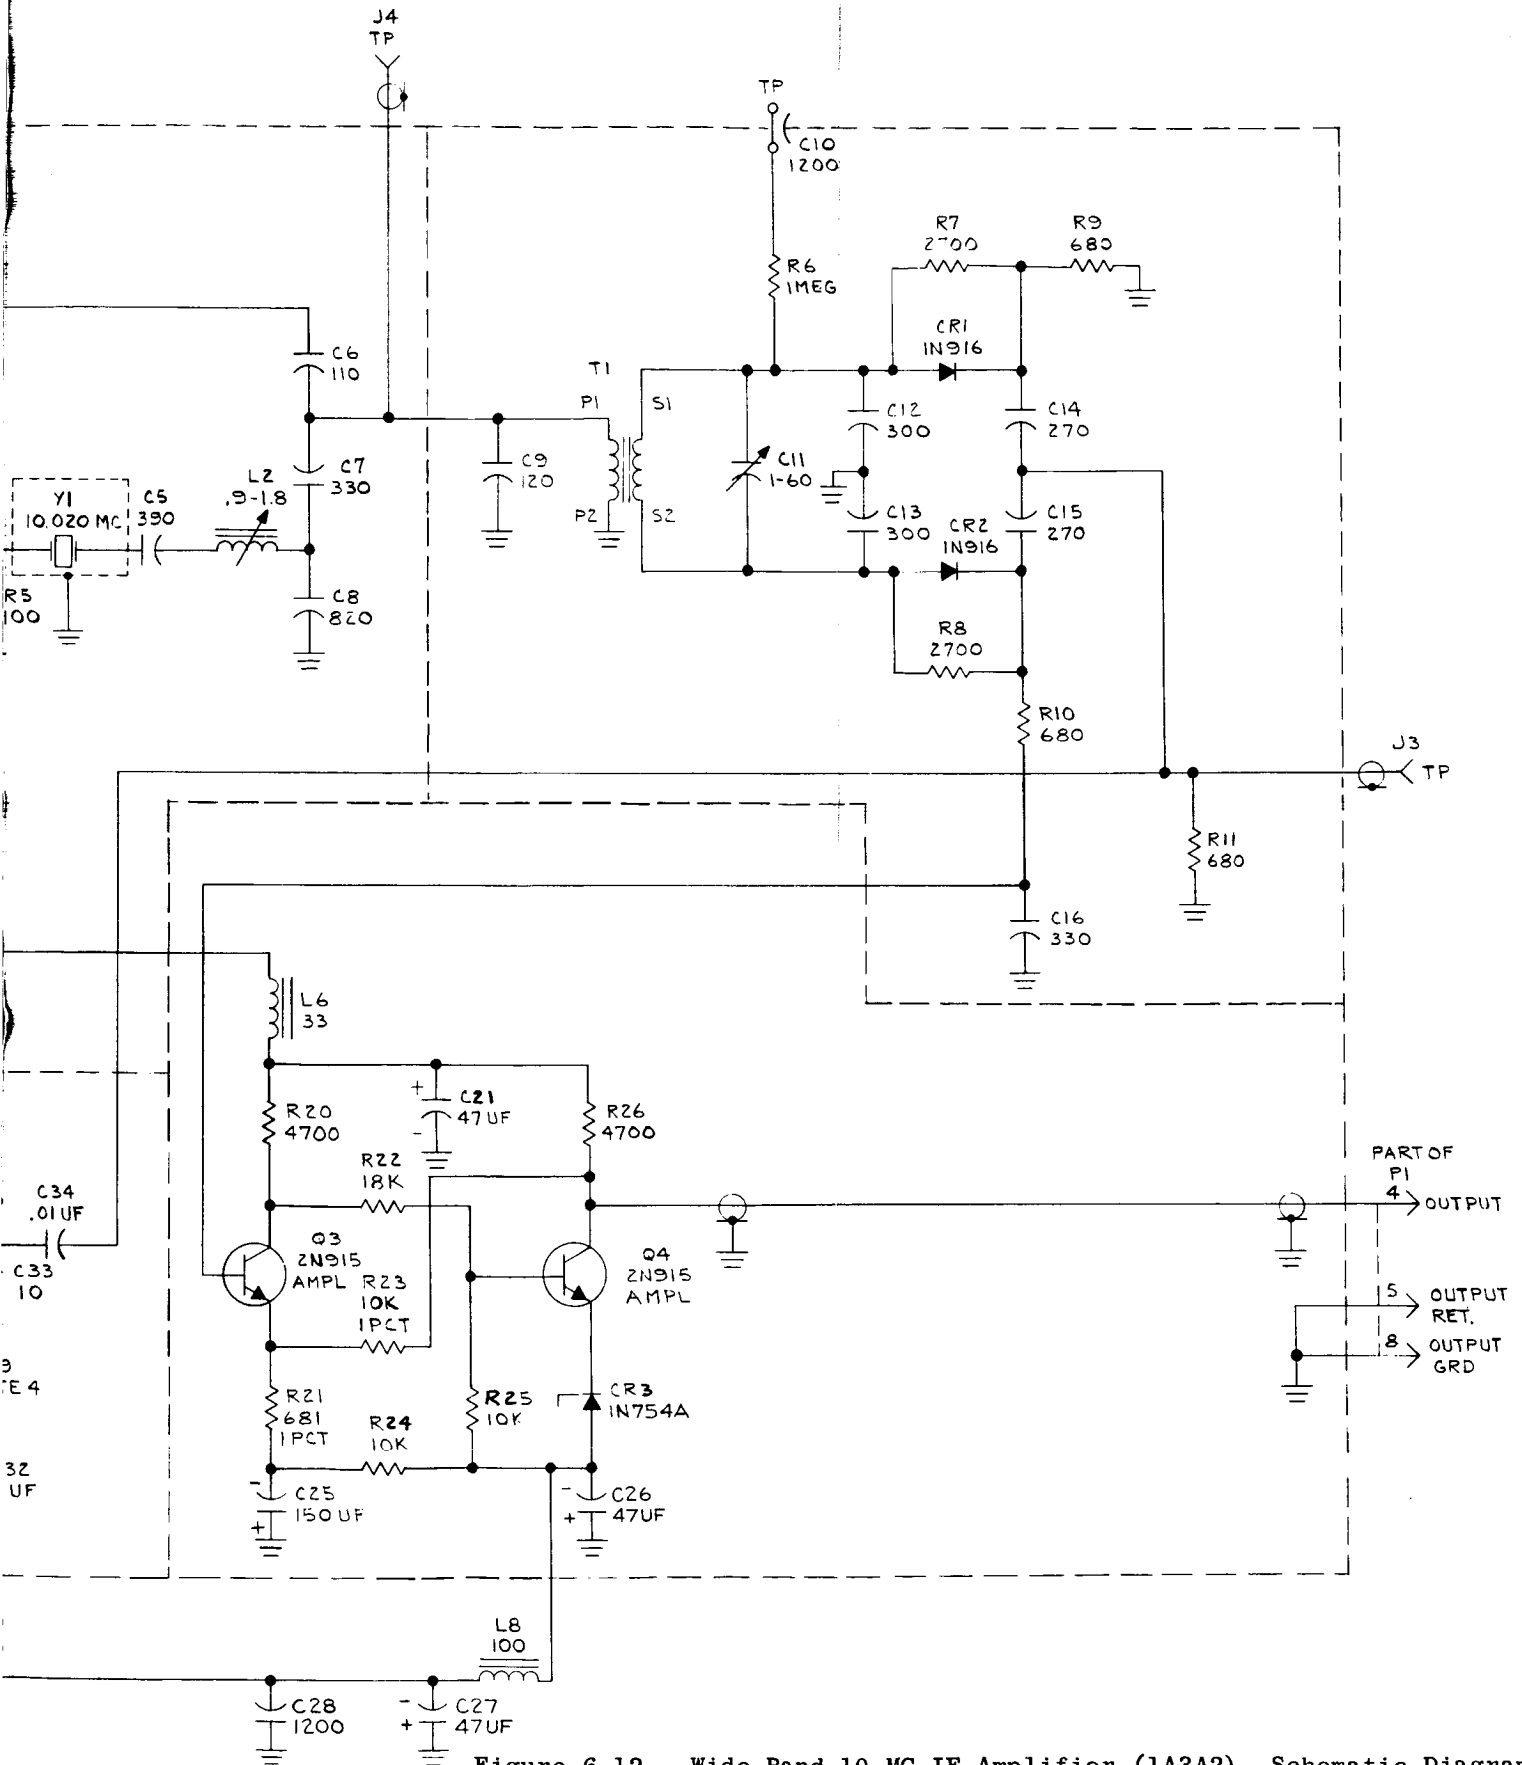 J4
TP
TP
C10
1200
R7
2700
R9
680
R6
1MEG
CR1
1N916
C6
110
T1
P1
S1
C12
300
C14
270
C7
330
L2
.9-1.8
C9
120
C11
1-60
Y1
10.020 MC
C5
390
P2
S2
C13
300
CR2
1N916
C15
270
R5
100
C8
820
R8
2700
R10
680
J3
TP
R11
680
C16
330
L6
33
R20
4700
C21
47UF
+
-
R26
4700
R22
18K
PART OF
P1
4
OUTPUT
C34
.01UF
Q3
2N915
AMPL
Q4
2N915
AMPL
C33
10
R23
10K
1PCT
5
OUTPUT
RET.
8
OUTPUT
GRD
TE 4
R21
681
1PCT
R24
10K
R25
10K
CR3
1N754A
32
UF
-
C25
150UF
+
-
C26
47UF
+
L8
100
C28
1200
-
C27
47UF
+
Figure 6-12. Wide Band 10 MC IF Amplifier (1A3A2), Schematic Diagram